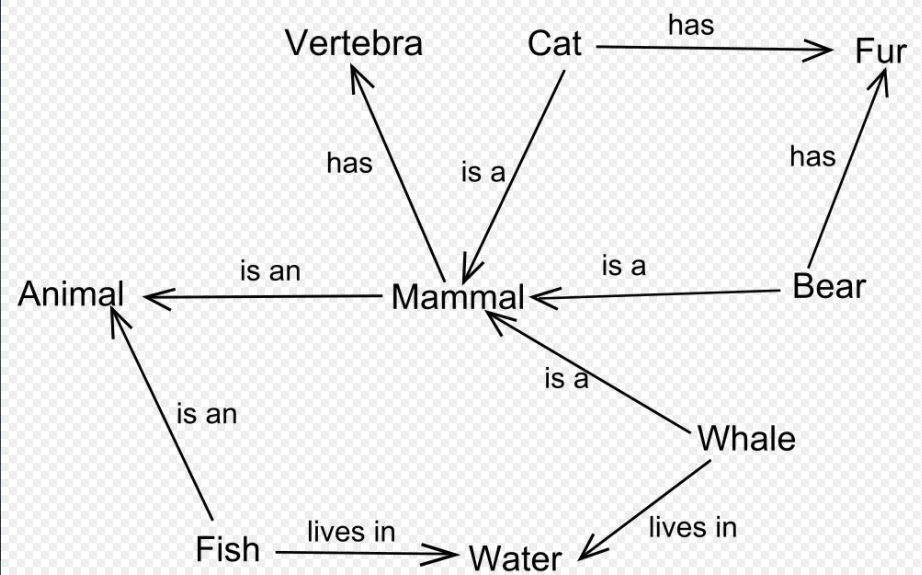 Vertebra
Cat
has
Fur
has
is a
has
Animal
is an
Mammal
is a
Bear
is an
is a
Whale
Fish
lives in
Water
lives in